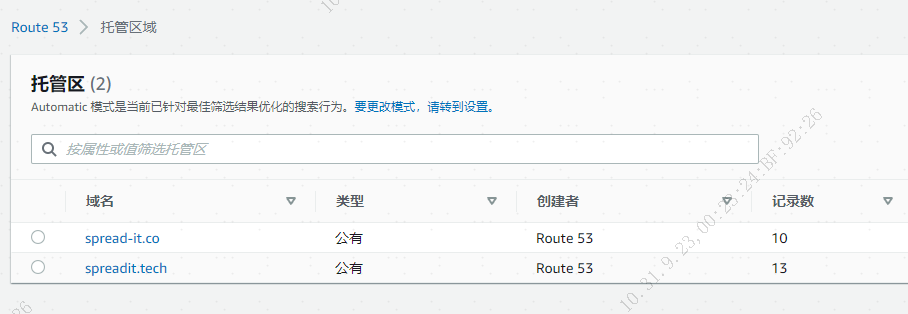 Route 53 > 托管区域
托管区 (2)
Automatic 模式是当前已针对最佳筛选结果优化的搜索行为。要更改模式，请转到设置。
按属性或值筛选托管区
域名 类型 创建者 记录数
spread-it.co 公有 Route 53 10
spreadit.tech 公有 Route 53 13
10.31.9.23,00:23:24:BF:92:26
10
26